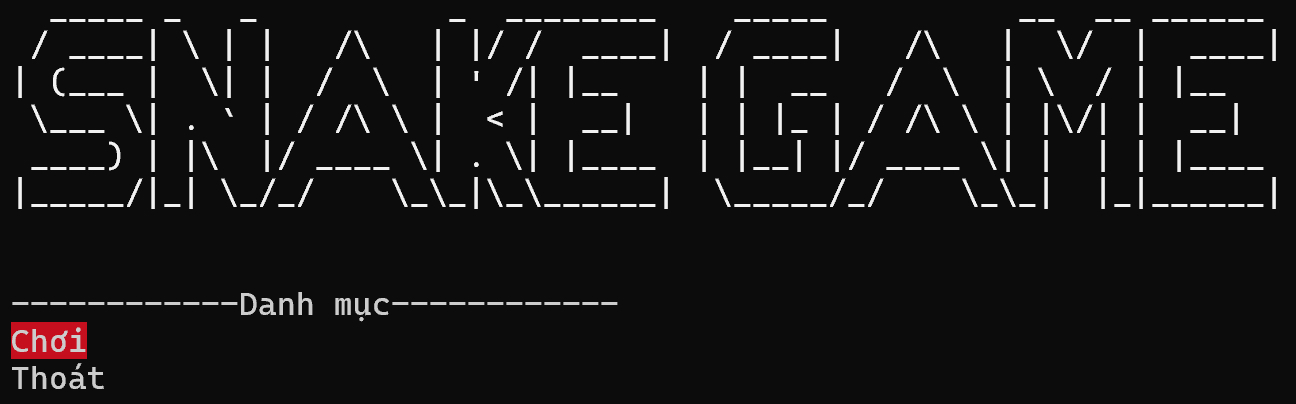 SNAKE GAME
------------Danh mục------------
Chơi
Thoát